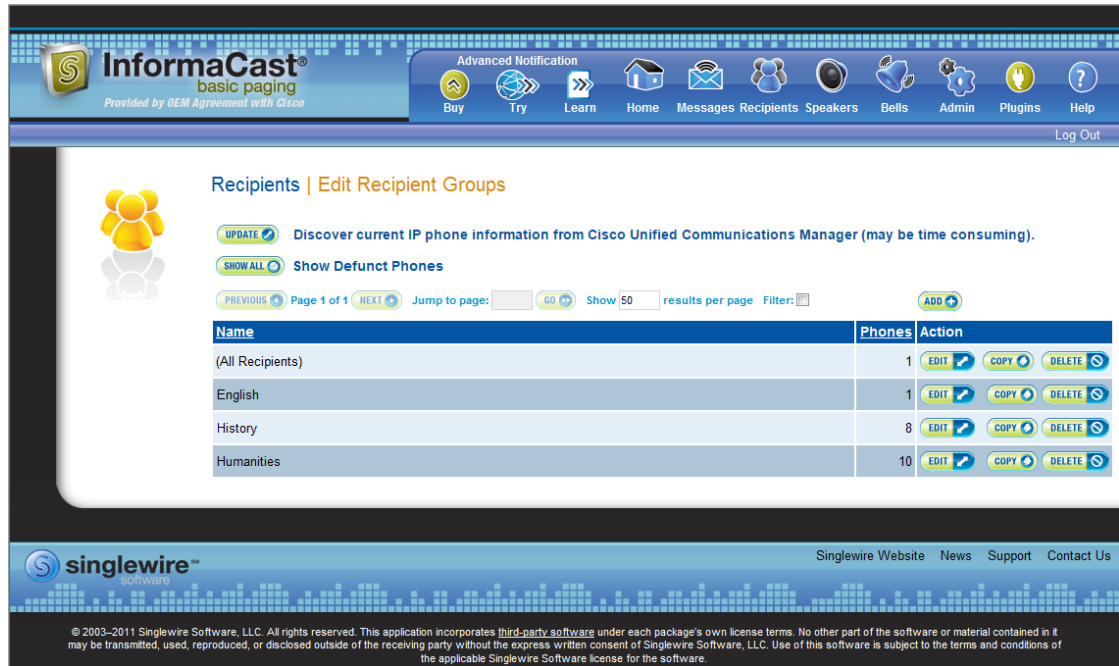 InformaCast®
basic paging
Provided by OEM Agreement with Cisco
Advanced Notification
Buy Try Learn Home Messages Recipients Speakers Bells Admin Plugins Help
Log Out
Recipients | Edit Recipient Groups
UPDATE Discover current IP phone information from Cisco Unified Communications Manager (may be time consuming).
SHOW ALL Show Defunct Phones
PREVIOUS Page 1 of 1 NEXT Jump to page: GO Show 50 results per page Filter: ADD
Name Phones Action
(All Recipients) 1 EDIT COPY DELETE
English 1 EDIT COPY DELETE
History 8 EDIT COPY DELETE
Humanities 10 EDIT COPY DELETE
singlewire℠
software
Singlewire Website News Support Contact Us
© 2003–2011 Singlewire Software, LLC. All rights reserved. This application incorporates third-party software under each package's own license terms. No other part of the software or material contained in it
may be transmitted, used, reproduced, or disclosed outside of the receiving party without the express written consent of Singlewire Software, LLC. Use of this software is subject to the terms and conditions of
the applicable Singlewire Software license for the software.